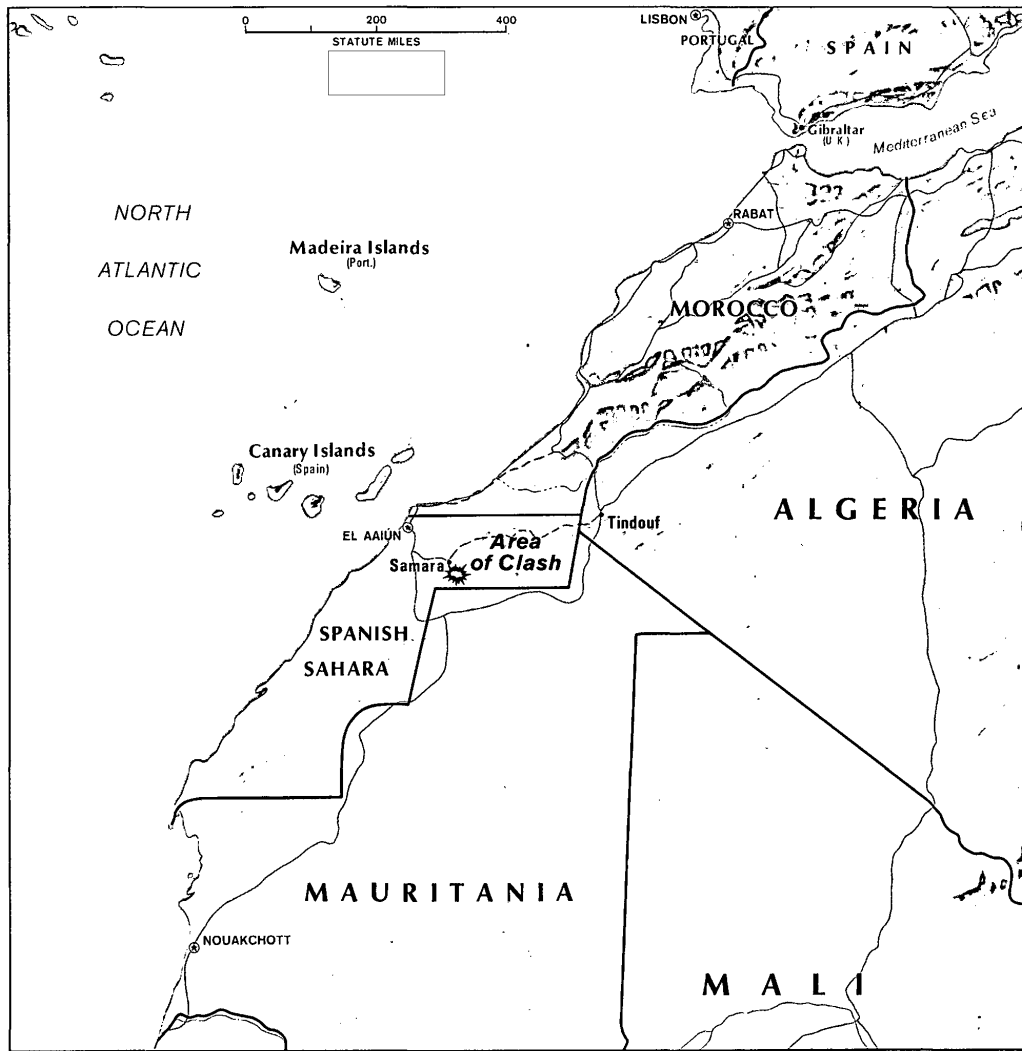 0 200 400
STATUTE MILES
LISBON
PORTUGAL
SPAIN
Gibraltar
(U K)
Mediterranean Sea
NORTH
ATLANTIC
OCEAN
Madeira Islands
(Port.)
RABAT
MOROCCO
Canary Islands
(Spain)
EL AAIÚN
Tindouf
ALGERIA
Area
of Clash
Samara
SPANISH
SAHARA
MAURITANIA
NOUAKCHOTT
MALI